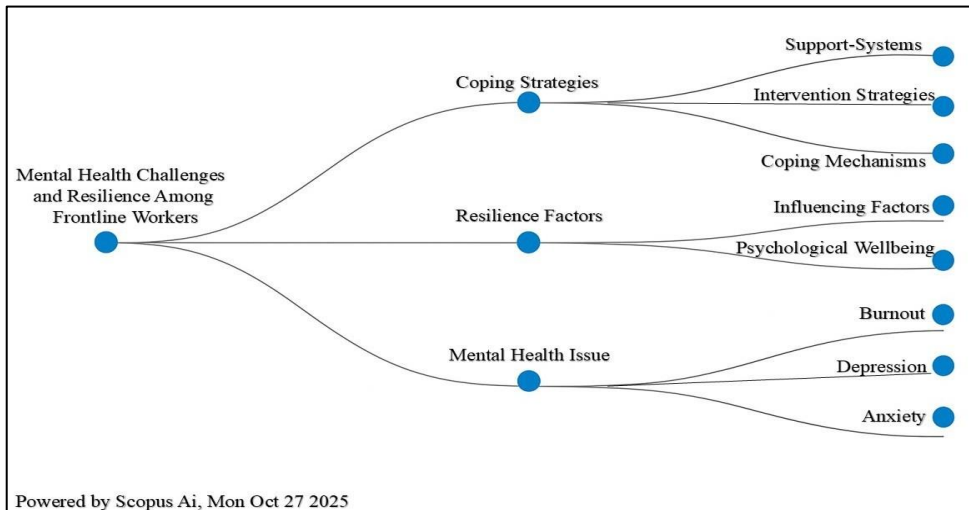 Support-Systems
Coping Strategies
Intervention Strategies
Coping Mechanisms
Mental Health Challenges
and Resilience Among
Frontline Workers
Resilience Factors
Influencing Factors
Psychological Wellbeing
Mental Health Issue
Burnout
Depression
Anxiety
Powered by Scopus Ai, Mon Oct 27 2025